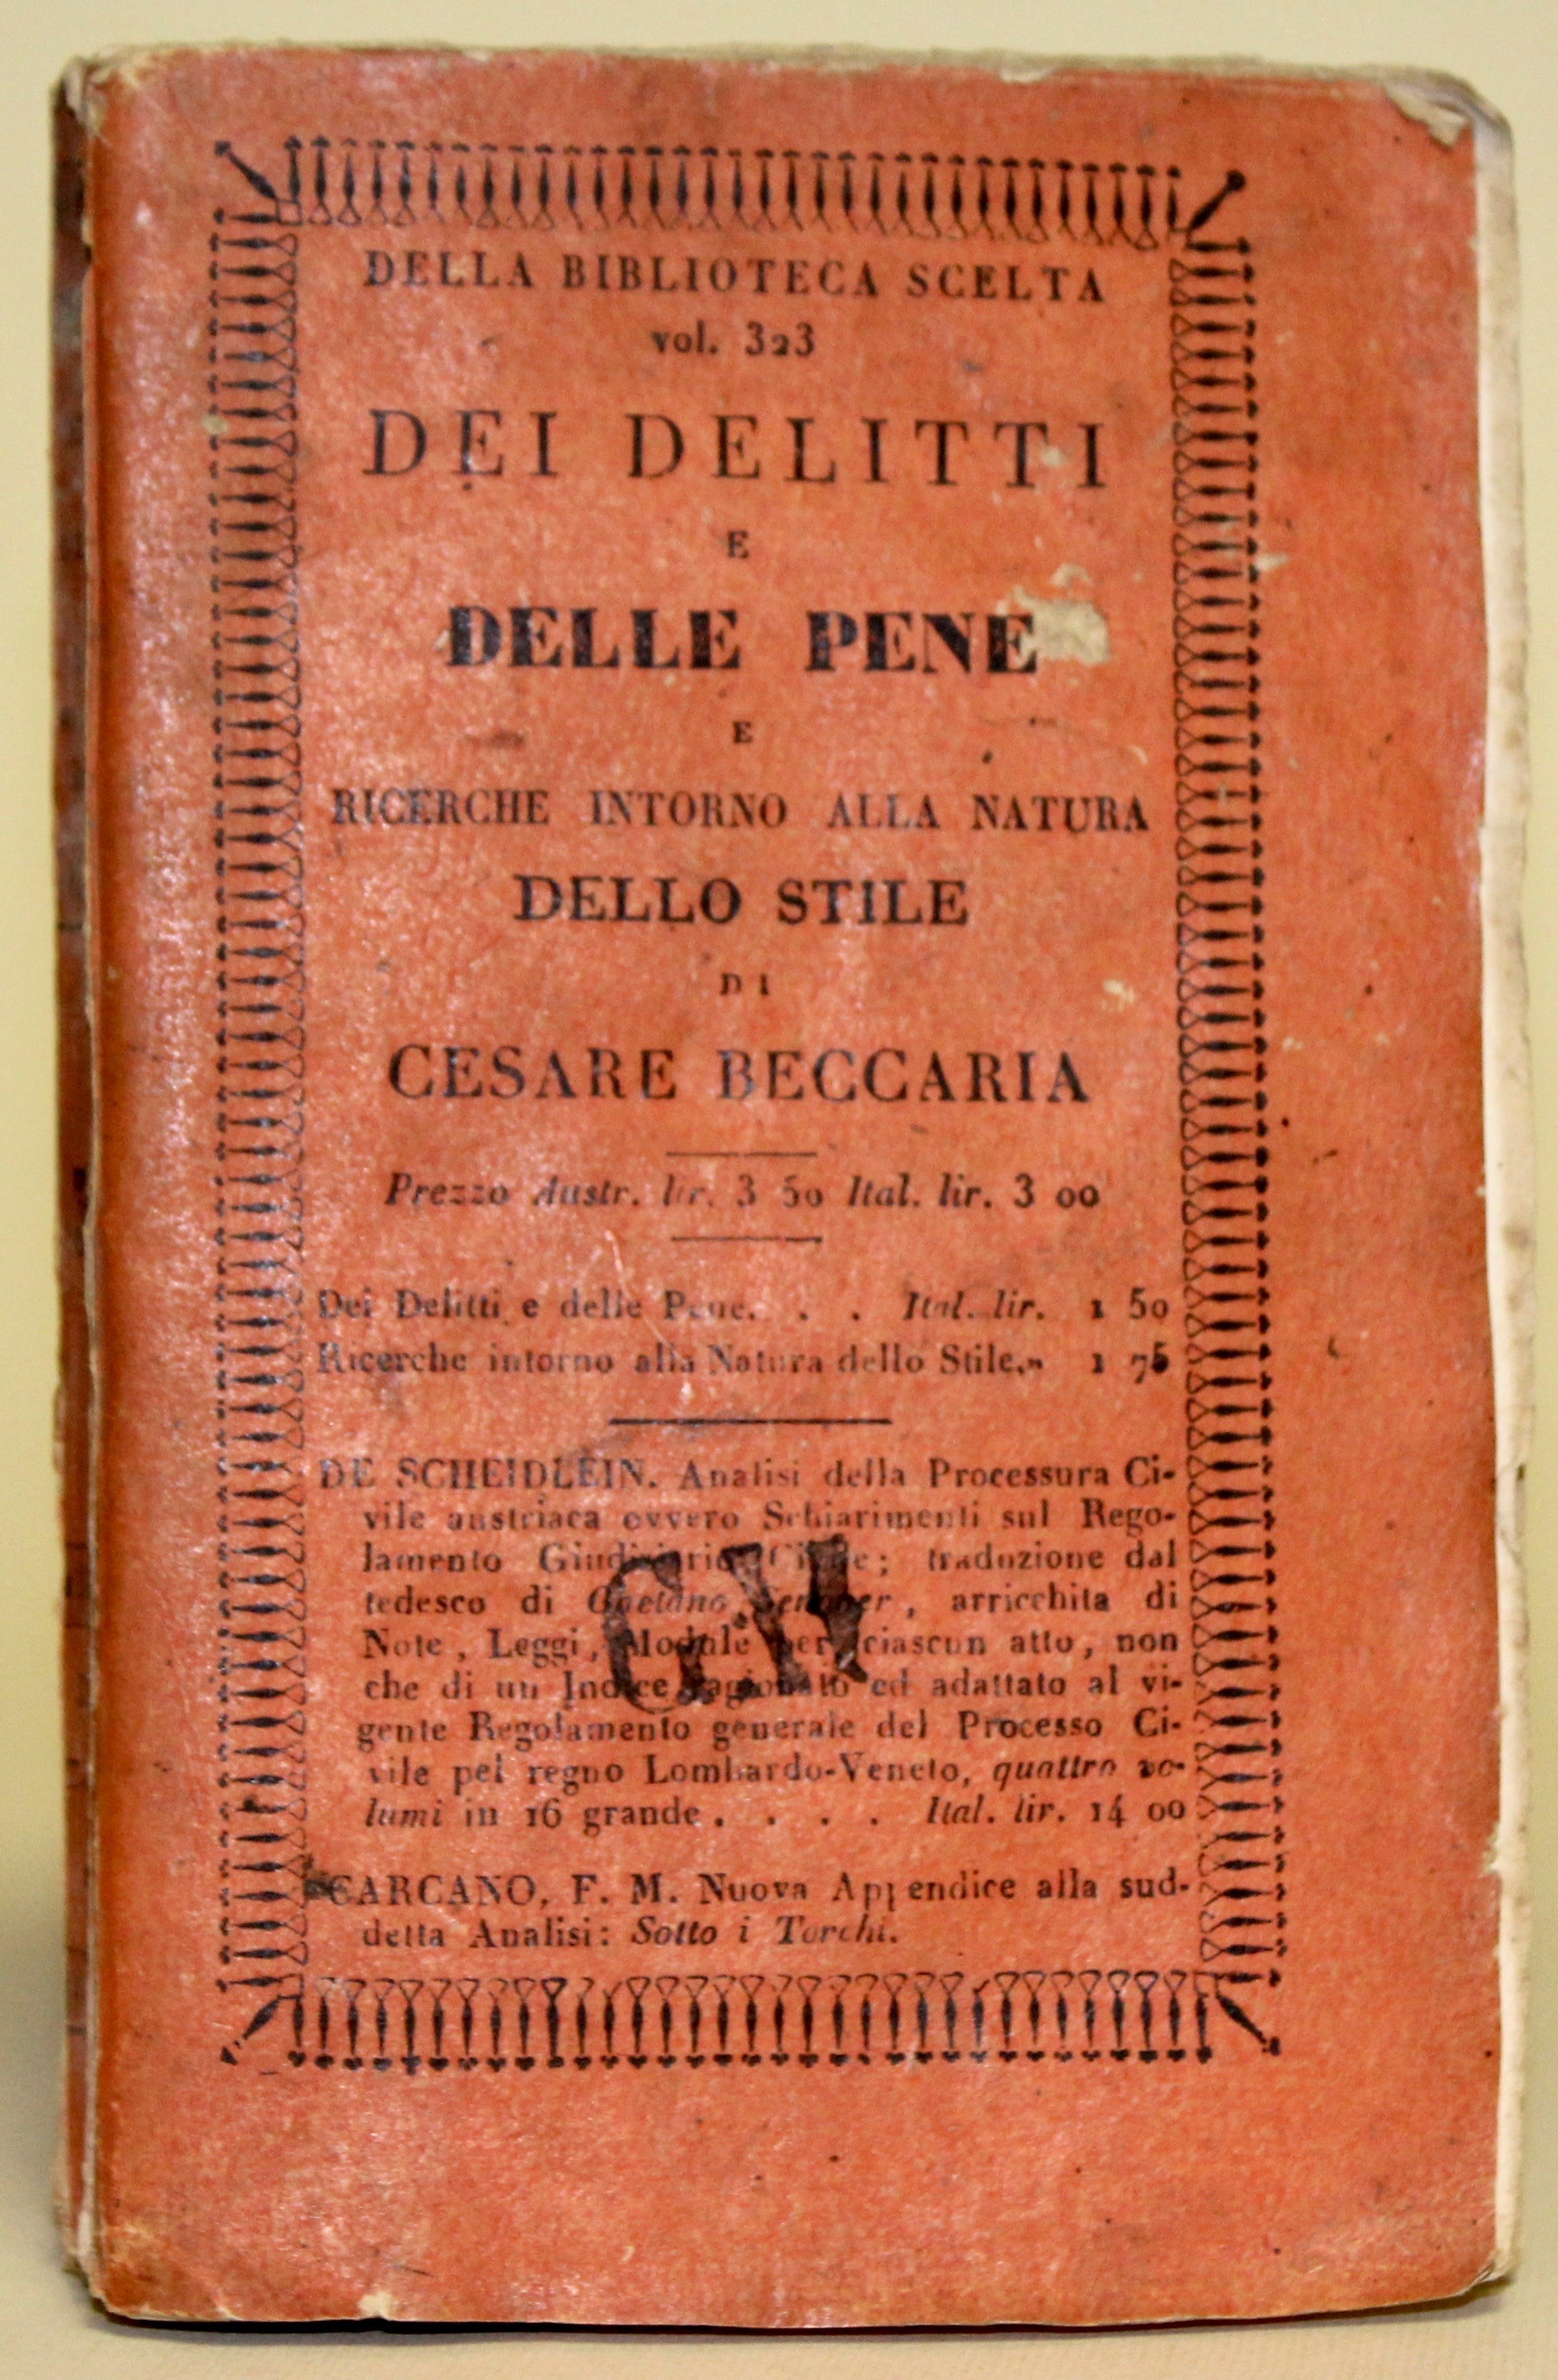 DELLA BIBLIOTECA SCELTA
vol. 323
DEI DELITTI
E
DELLE PENE
E
RICERCHE INTORNO ALLA NATURA
DELLO STILE
DI
CESARE BECCARIA
Prezzo Austr. lir. 3 50 Ital. lir. 3 00
Dei Delitti e delle Pene. . . Ital. lir. 1 50
Ricerche intorno alla Natura dello Stile.» 1 75
DE SCHEIDLEIN. Analisi della Processura Ci-
vile austriaca ovvero Schiarimenti sul Rego-
lamento Giudiziario Civile; traduzione dal
tedesco di Gaetano, arricchita di
Note, Leggi, Module per ciascun atto, non
che di un Indice ragionato ed adattato al vi-
gente Regolamento generale del Processo Ci-
vile pel regno Lombardo-Veneto, quattro vo-
lumi in 16 grande . . . . Ital. lir. 14 00
CARCANO, F. M. Nuova Appendice alla sud-
detta Analisi: Sotto i Torchi.